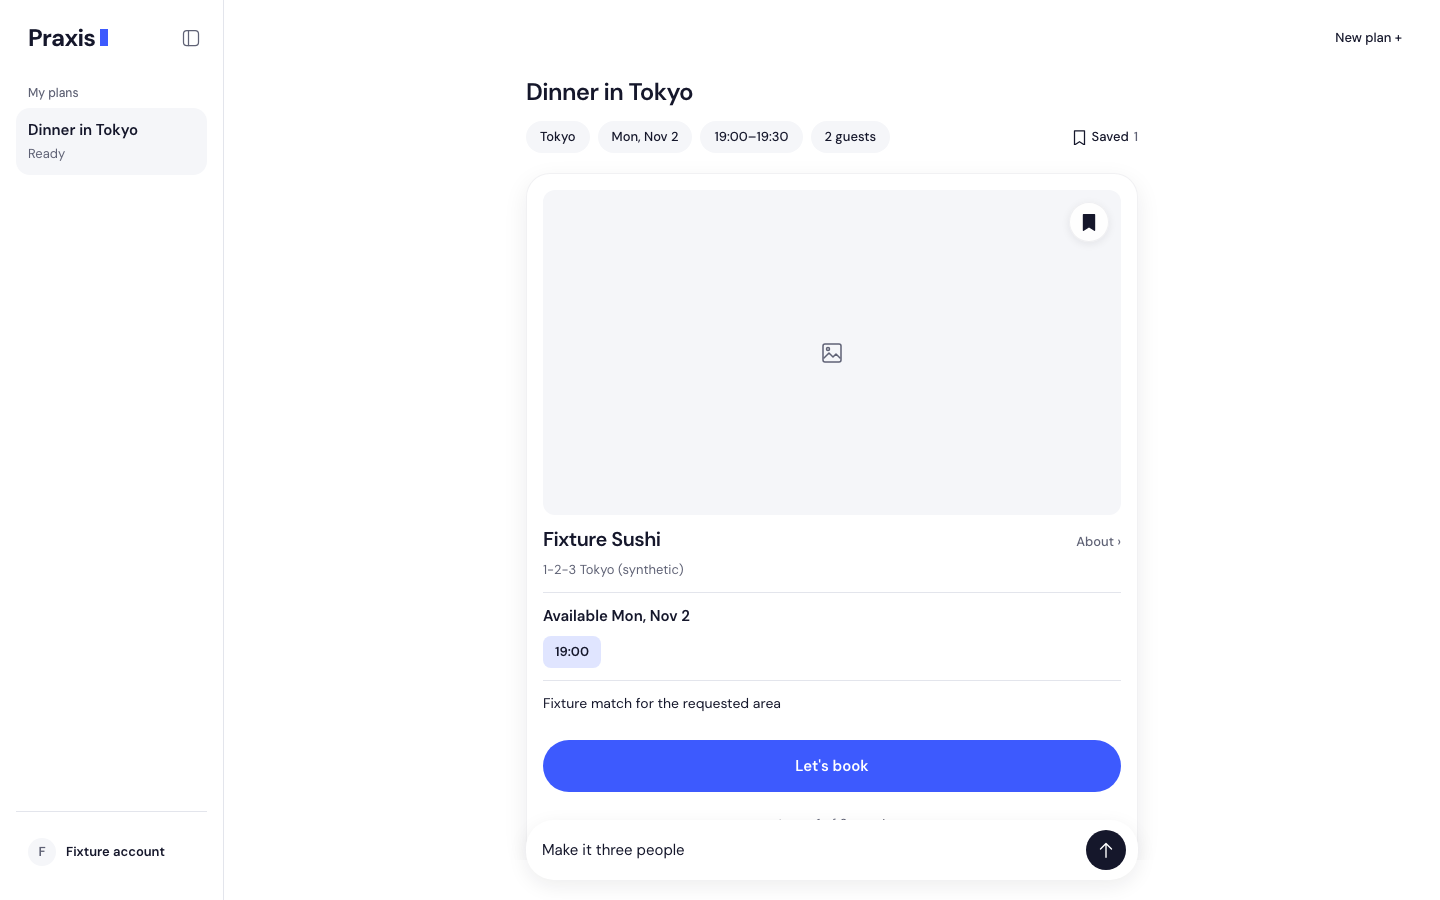 Praxis
New plan +
My plans
Dinner in Tokyo
Ready
Dinner in Tokyo
Tokyo
Mon, Nov 2
19:00–19:30
2 guests
Saved 1
Fixture Sushi
About ›
1-2-3 Tokyo (synthetic)
Available Mon, Nov 2
19:00
Fixture match for the requested area
Let's book
Make it three people
F
Fixture account